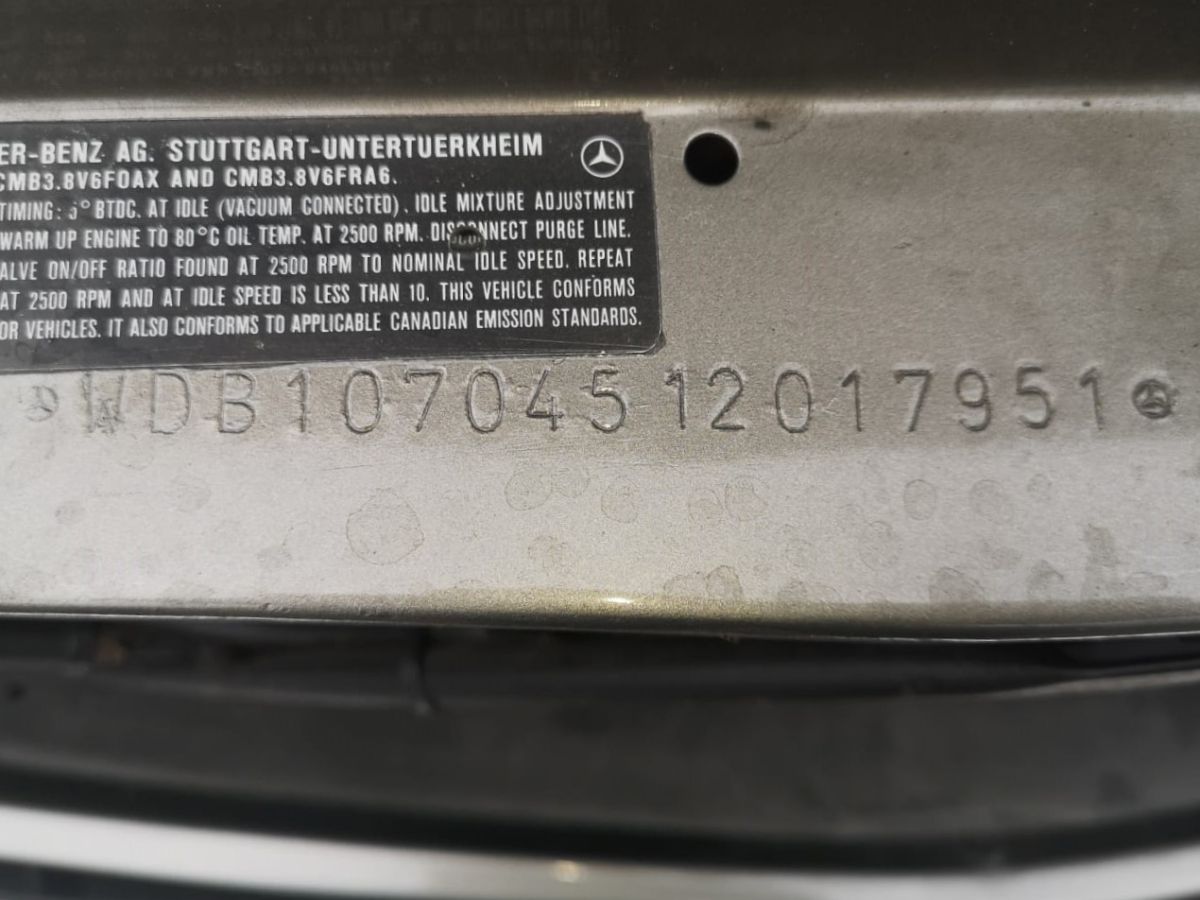 ER-BENZ AG. STUTTGART-UNTERTUERKHEIM
CMB3.8V6FOAX AND CMB3.8V6FRA6.
TIMING: 5° BTDC. AT IDLE (VACUUM CONNECTED). IDLE MIXTURE ADJUSTMENT
WARM UP ENGINE TO 80°C OIL TEMP. AT 2500 RPM. DISCONNECT PURGE LINE.
ALVE ON/OFF RATIO FOUND AT 2500 RPM TO NOMINAL IDLE SPEED. REPEAT
AT 2500 RPM AND AT IDLE SPEED IS LESS THAN 10. THIS VEHICLE CONFORMS
OR VEHICLES. IT ALSO CONFORMS TO APPLICABLE CANADIAN EMISSION STANDARDS.
WDB10704512017951